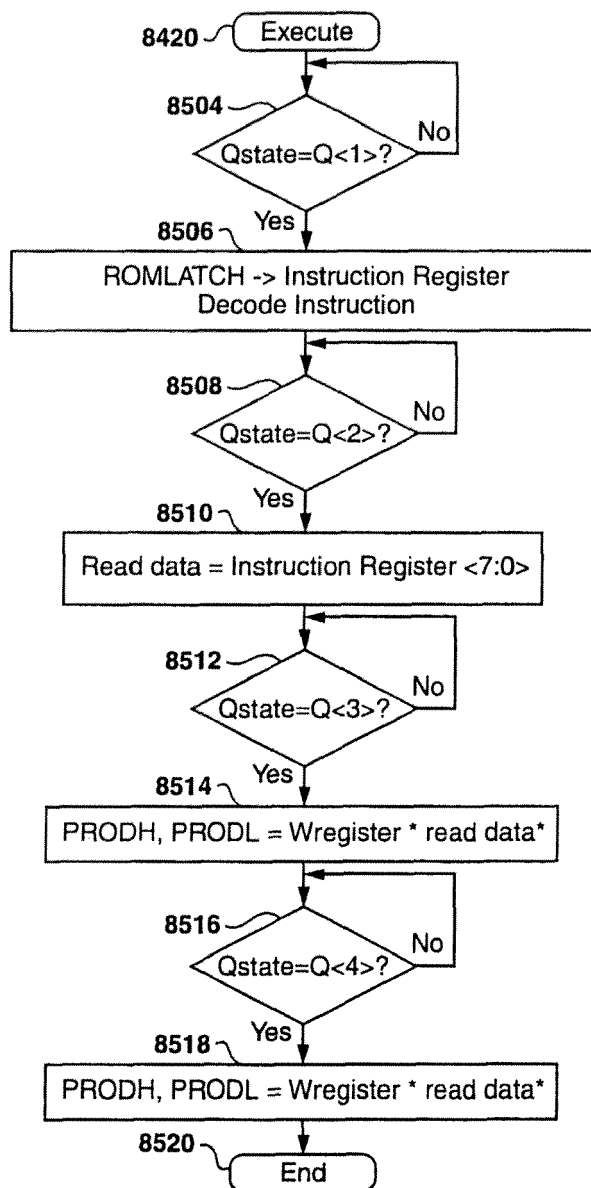 8420 Execute
8504
Qstate=Q<1>?
No
Yes
8506
ROMLATCH -> Instruction Register
Decode Instruction
8508
Qstate=Q<2>?
No
Yes
8510
Read data = Instruction Register <7:0>
8512
Qstate=Q<3>?
No
Yes
8514
PRODH, PRODL = Wregister * read data*
8516
Qstate=Q<4>?
No
Yes
8518
PRODH, PRODL = Wregister * read data*
8520
End